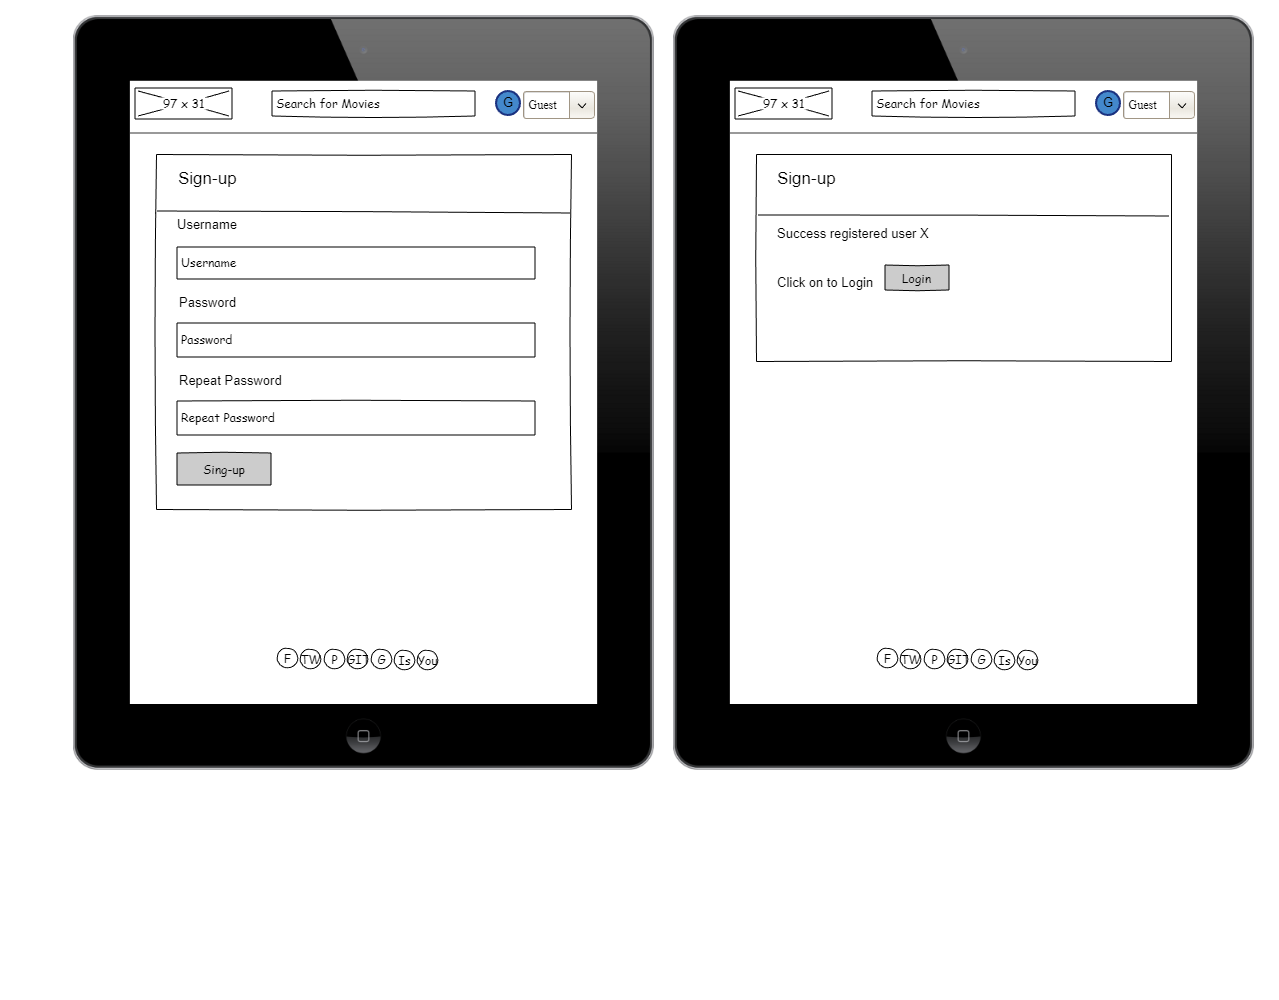 97 x 31
Search for Movies
G
Guest
Sign-up
Username
Username
Password
Password
Repeat Password
Repeat Password
Sing-up
F TW P GIT G Is You
97 x 31
Search for Movies
G
Guest
Sign-up
Success registered user X
Click on to Login
Login
F TW P GIT G Is You